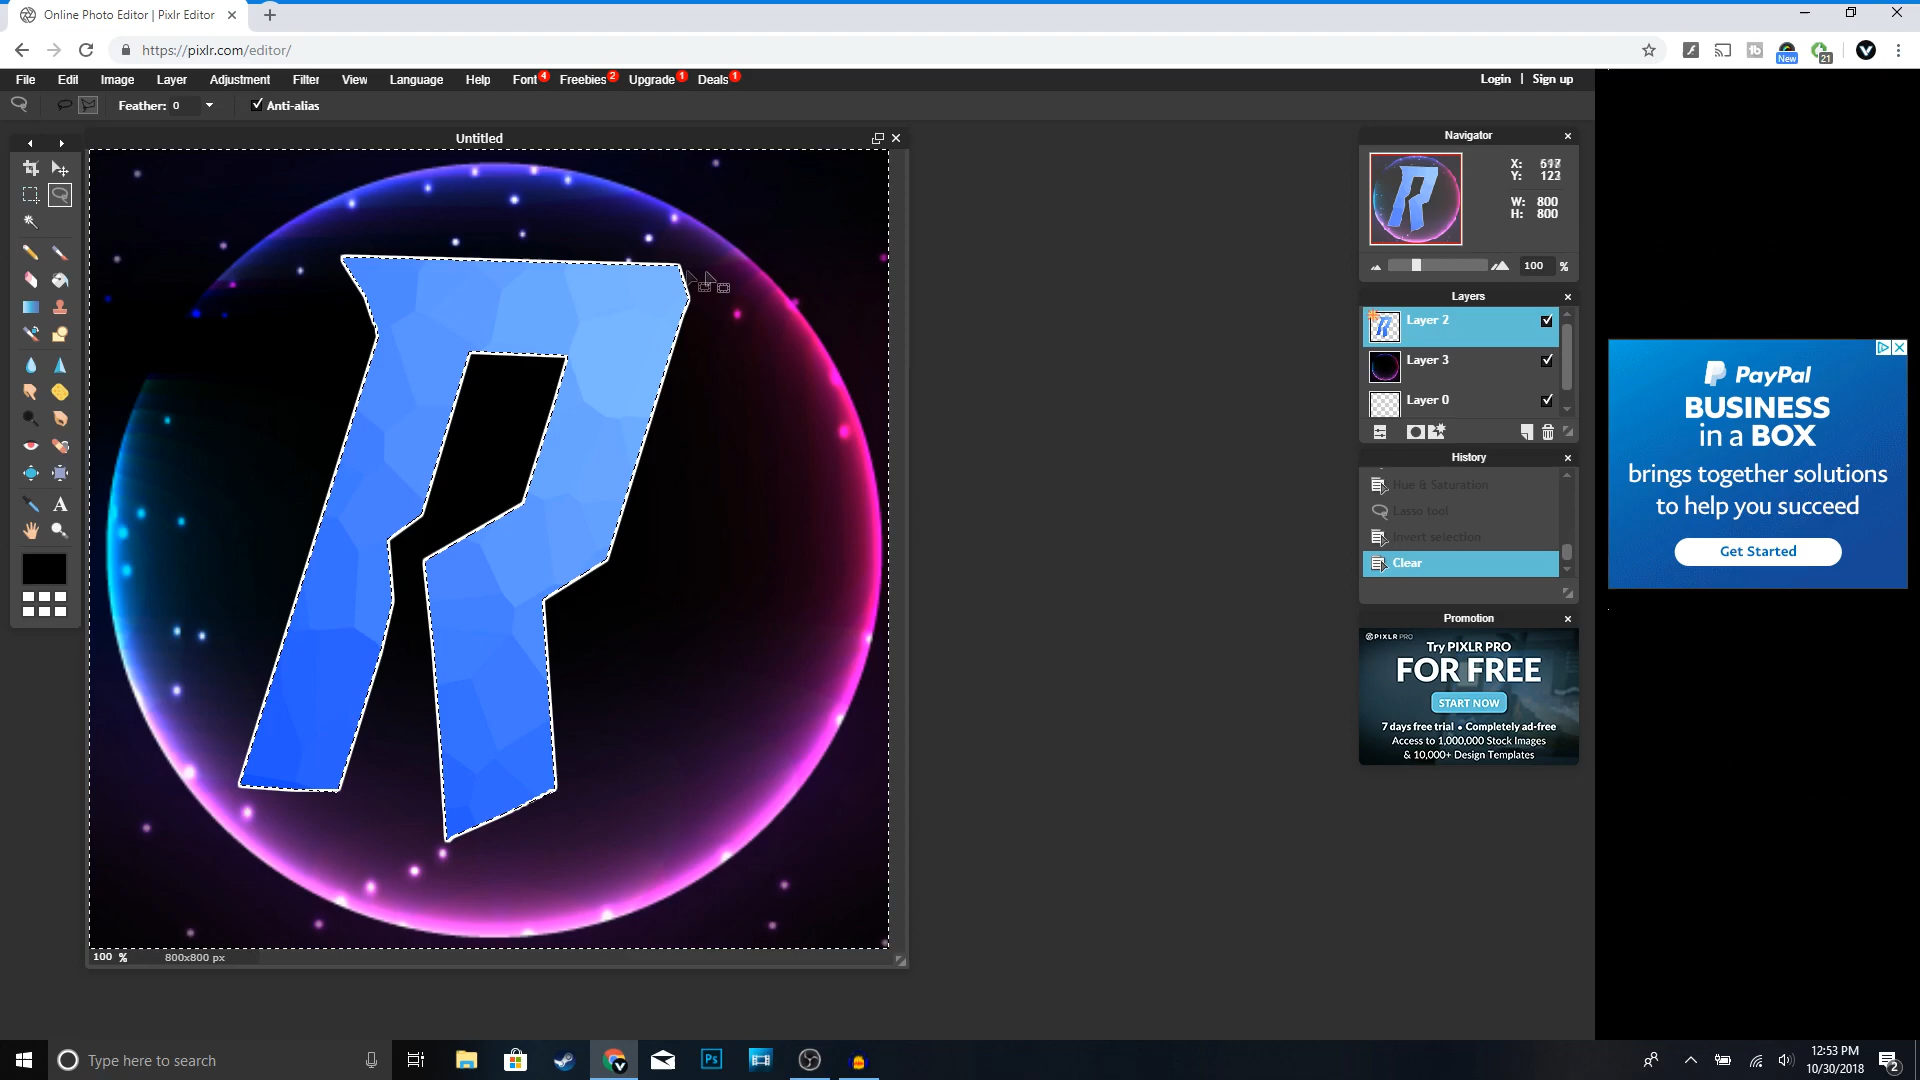 Online Photo Editor | Pixlr Editor
https://pixlr.com/editor/
New
21
File Edit Image Layer Adjustment Filter View Language Help Font 4 Freebies 2 Upgrade 1 Deals 1 Login | Sign up
Feather: 0 Anti-alias
Untitled
Navigator
X:
Y: 123
W: 800
H: 800
100 %
Layers
Layer 2
Layer 3
Layer 0
History
Hue & Saturation
Lasso tool
Invert selection
Clear
Promotion
PIXLR PRO
Try PIXLR PRO
FOR FREE
START NOW
7 days free trial • Completely ad-free
Access to 1,000,000 Stock Images
& 10,000+ Design Templates
PayPal
BUSINESS
in a BOX
brings together solutions
to help you succeed
Get Started
R
A
100 % 800x800 px
Type here to search
Ps
12:53 PM
10/30/2018
2